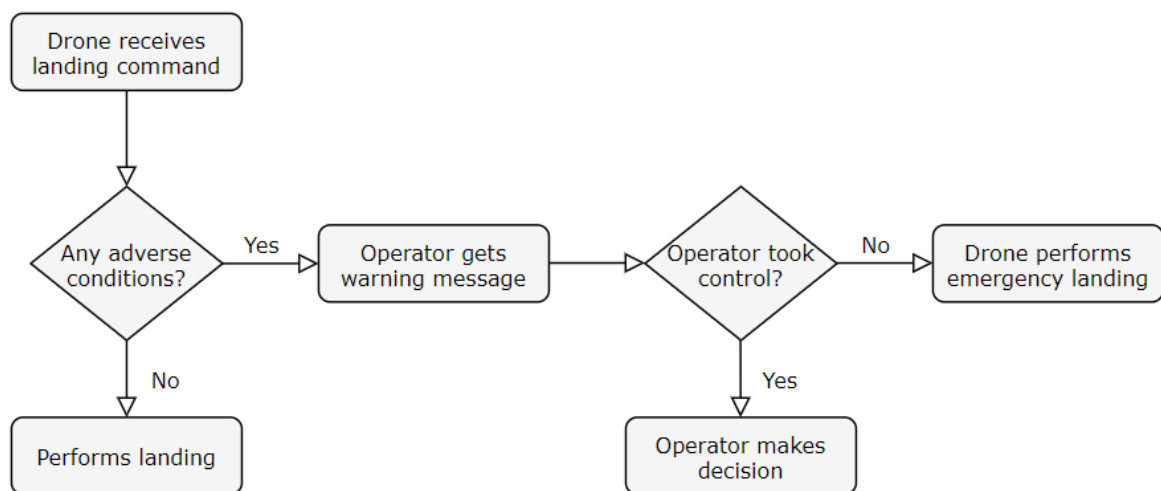 Drone receives
landing command
Any adverse
conditions?
Yes
Operator gets
warning message
Operator took
control?
No
Drone performs
emergency landing
No
Yes
Performs landing
Operator makes
decision